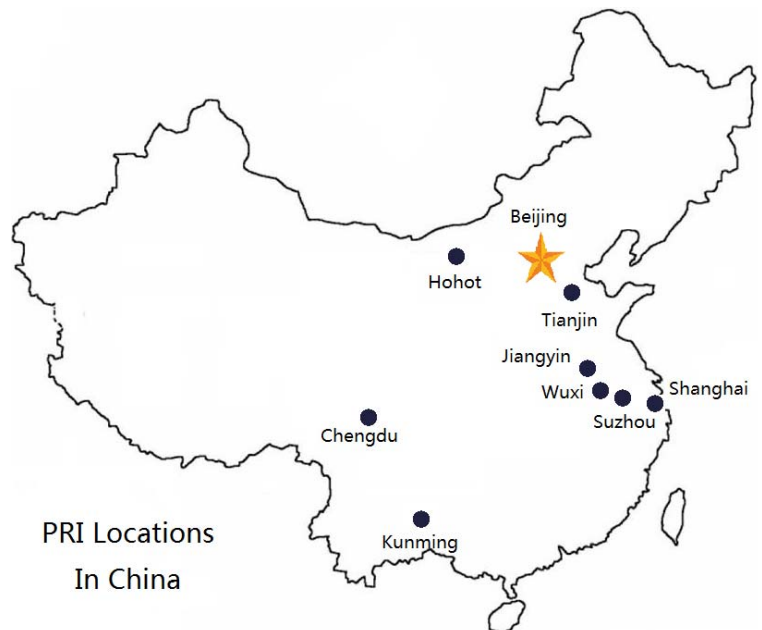 Beijing
Hohot
Tianjin
Jiangyin
Wuxi
Shanghai
Suzhou
Chengdu
Kunming
PRI Locations
In China